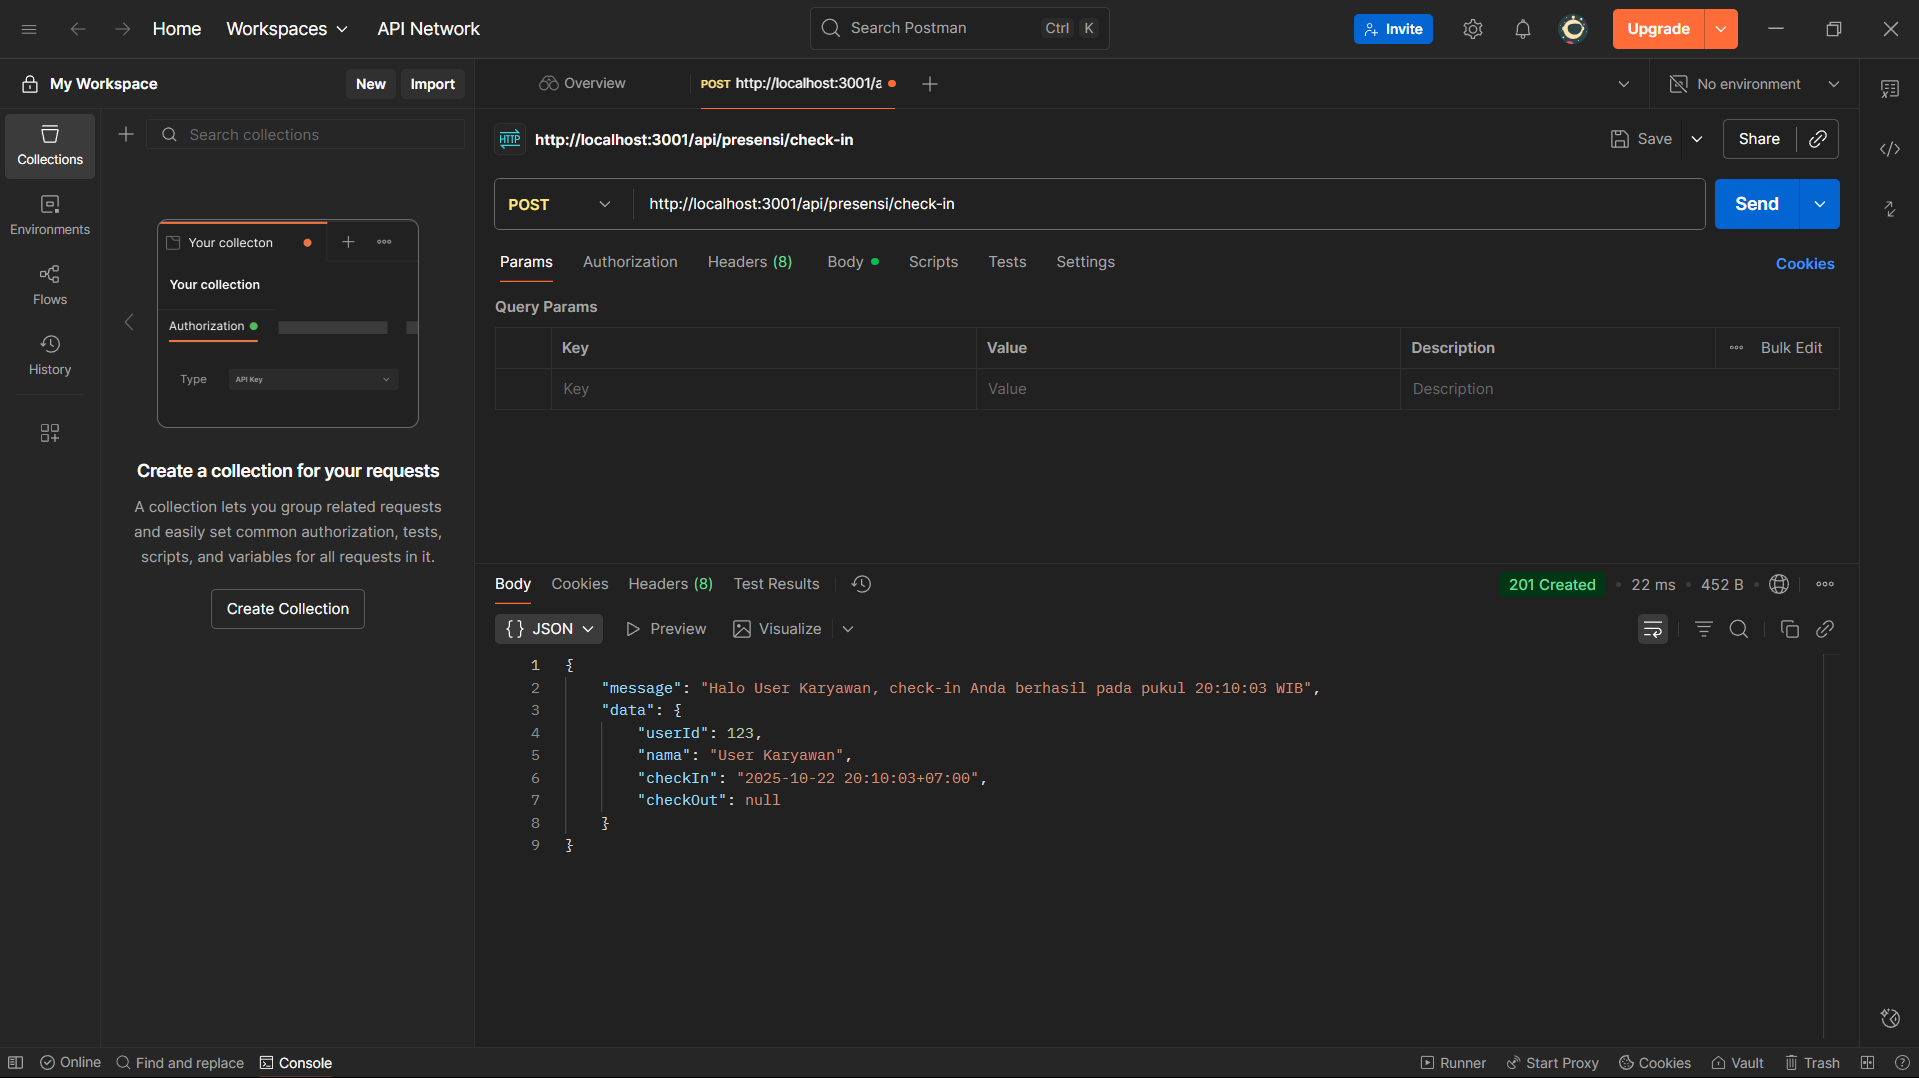 Home
Workspaces
API Network
Search Postman
Ctrl K
Invite
Upgrade
My Workspace
New
Import
Overview
POST http://localhost:3001/a
No environment
Collections
Environments
Flows
History
Search collections
Your collecton
Your collection
Authorization
Type
API Key
Create a collection for your requests
A collection lets you group related requests
and easily set common authorization, tests,
scripts, and variables for all requests in it.
Create Collection
HTTP http://localhost:3001/api/presensi/check-in
Save
Share
POST
http://localhost:3001/api/presensi/check-in
Send
Params
Authorization
Headers (8)
Body
Scripts
Tests
Settings
Cookies
Query Params
Key
Value
Description
Bulk Edit
Key
Value
Description
Body
Cookies
Headers (8)
Test Results
201 Created
22 ms
452 B
{} JSON
Preview
Visualize
1 {
2 "message": "Halo User Karyawan, check-in Anda berhasil pada pukul 20:10:03 WIB",
3 "data": {
4 "userId": 123,
5 "nama": "User Karyawan",
6 "checkIn": "2025-10-22 20:10:03+07:00",
7 "checkOut": null
8 }
9 }
Online
Find and replace
Console
Runner
Start Proxy
Cookies
Vault
Trash